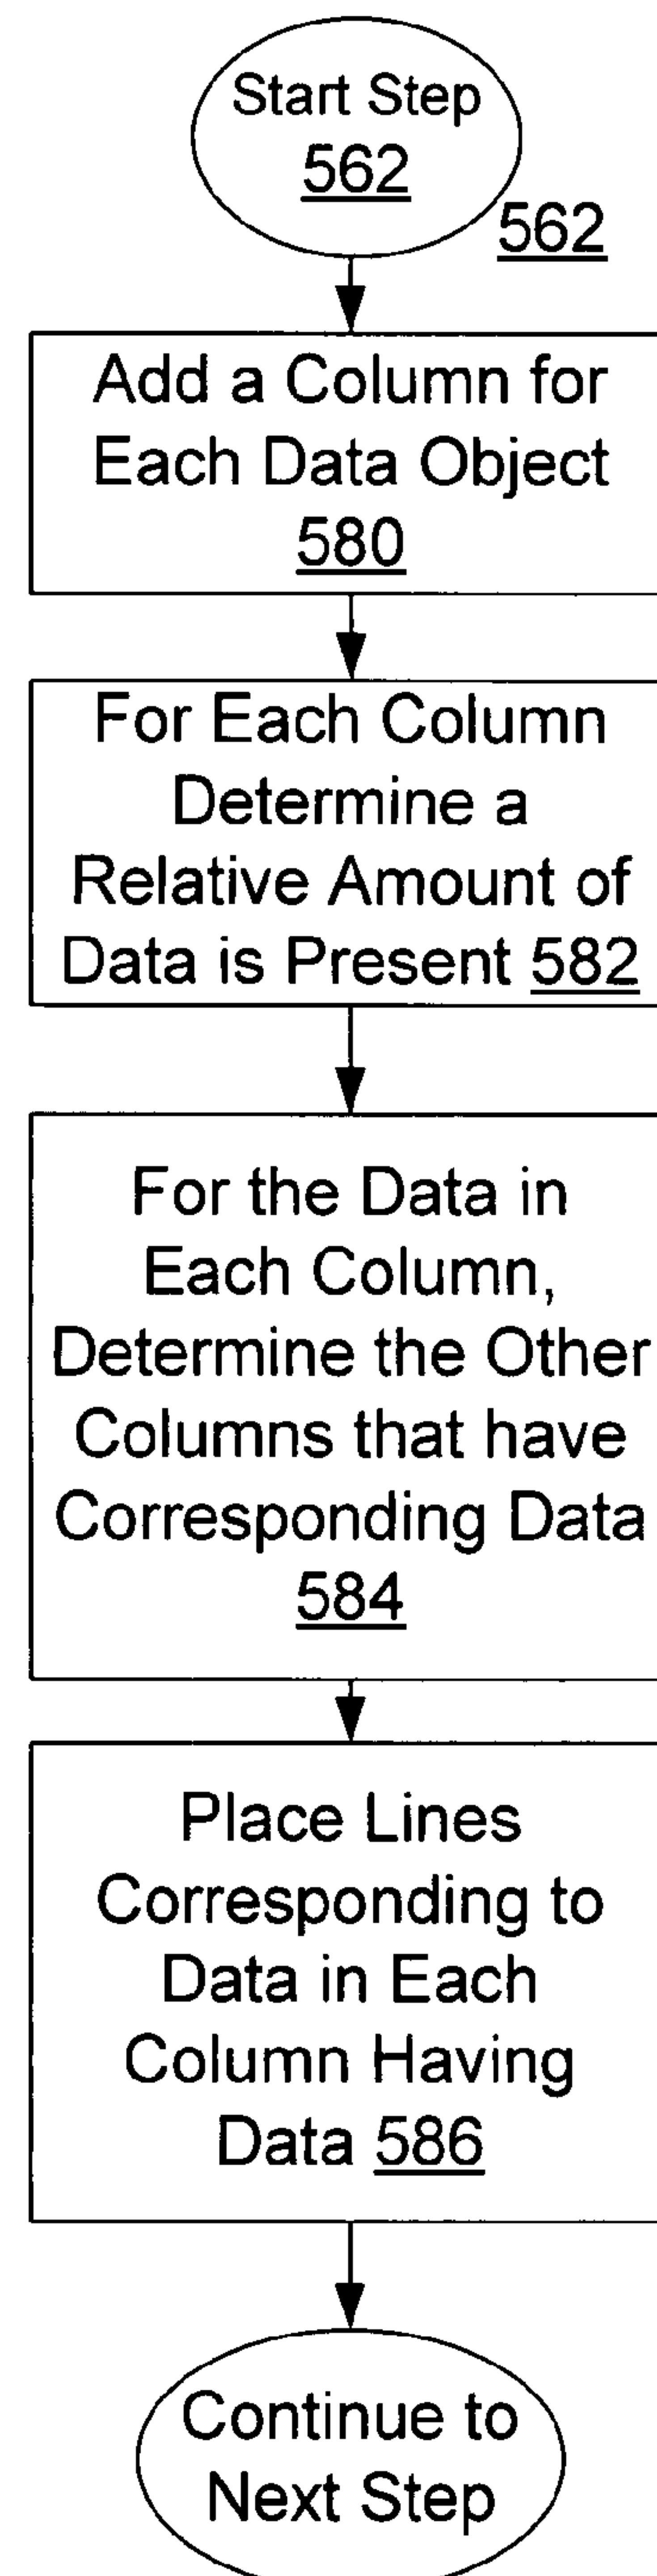 Start Step
562
562
Add a Column for
Each Data Object
580
For Each Column
Determine a
Relative Amount of
Data is Present 582
For the Data in
Each Column,
Determine the Other
Columns that have
Corresponding Data
584
Place Lines
Corresponding to
Data in Each
Column Having
Data 586
Continue to
Next Step